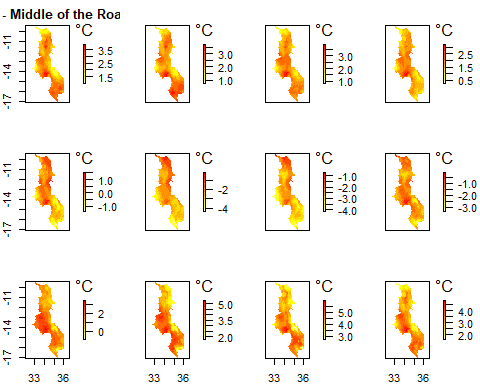 - Middle of the Roa
-11 -14 -17
°C 3.5 2.5 1.5
°C 3.0 2.0 1.0
°C 3.0 2.0 1.0
°C 2.5 1.5 0.5
-11 -14 -17
°C 1.0 0.0 -1.0
°C -2 -4
°C -1.0 -2.0 -3.0 -4.0
°C -1.0 -2.0 -3.0
-11 -14 -17
°C 2 0
°C 5.0 3.5 2.0
°C 5.0 4.0 3.0
°C 4.0 3.0 2.0
33 36 33 36 33 36 33 36